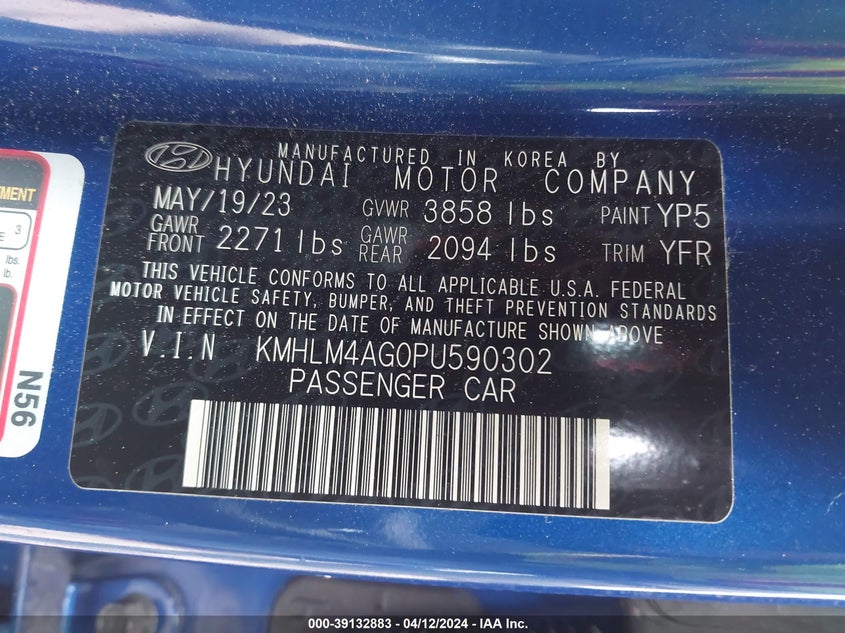 MANUFACTURED IN KOREA BY
HYUNDAI MOTOR COMPANY
MAY/19/23 GVWR 3858 lbs PAINT YP5
GAWR FRONT 2271 lbs GAWR REAR 2094 lbs TRIM YFR
THIS VEHICLE CONFORMS TO ALL APPLICABLE U.S.A. FEDERAL
MOTOR VEHICLE SAFETY, BUMPER, AND THEFT PREVENTION STANDARDS
IN EFFECT ON THE DATE OF MANUFACTURE SHOWN ABOVE.
V.I.N KMHLM4AG0PU590302
PASSENGER CAR
3
lbs.
lb.
N56
000-39132883 - 04/12/2024 - IAA Inc.